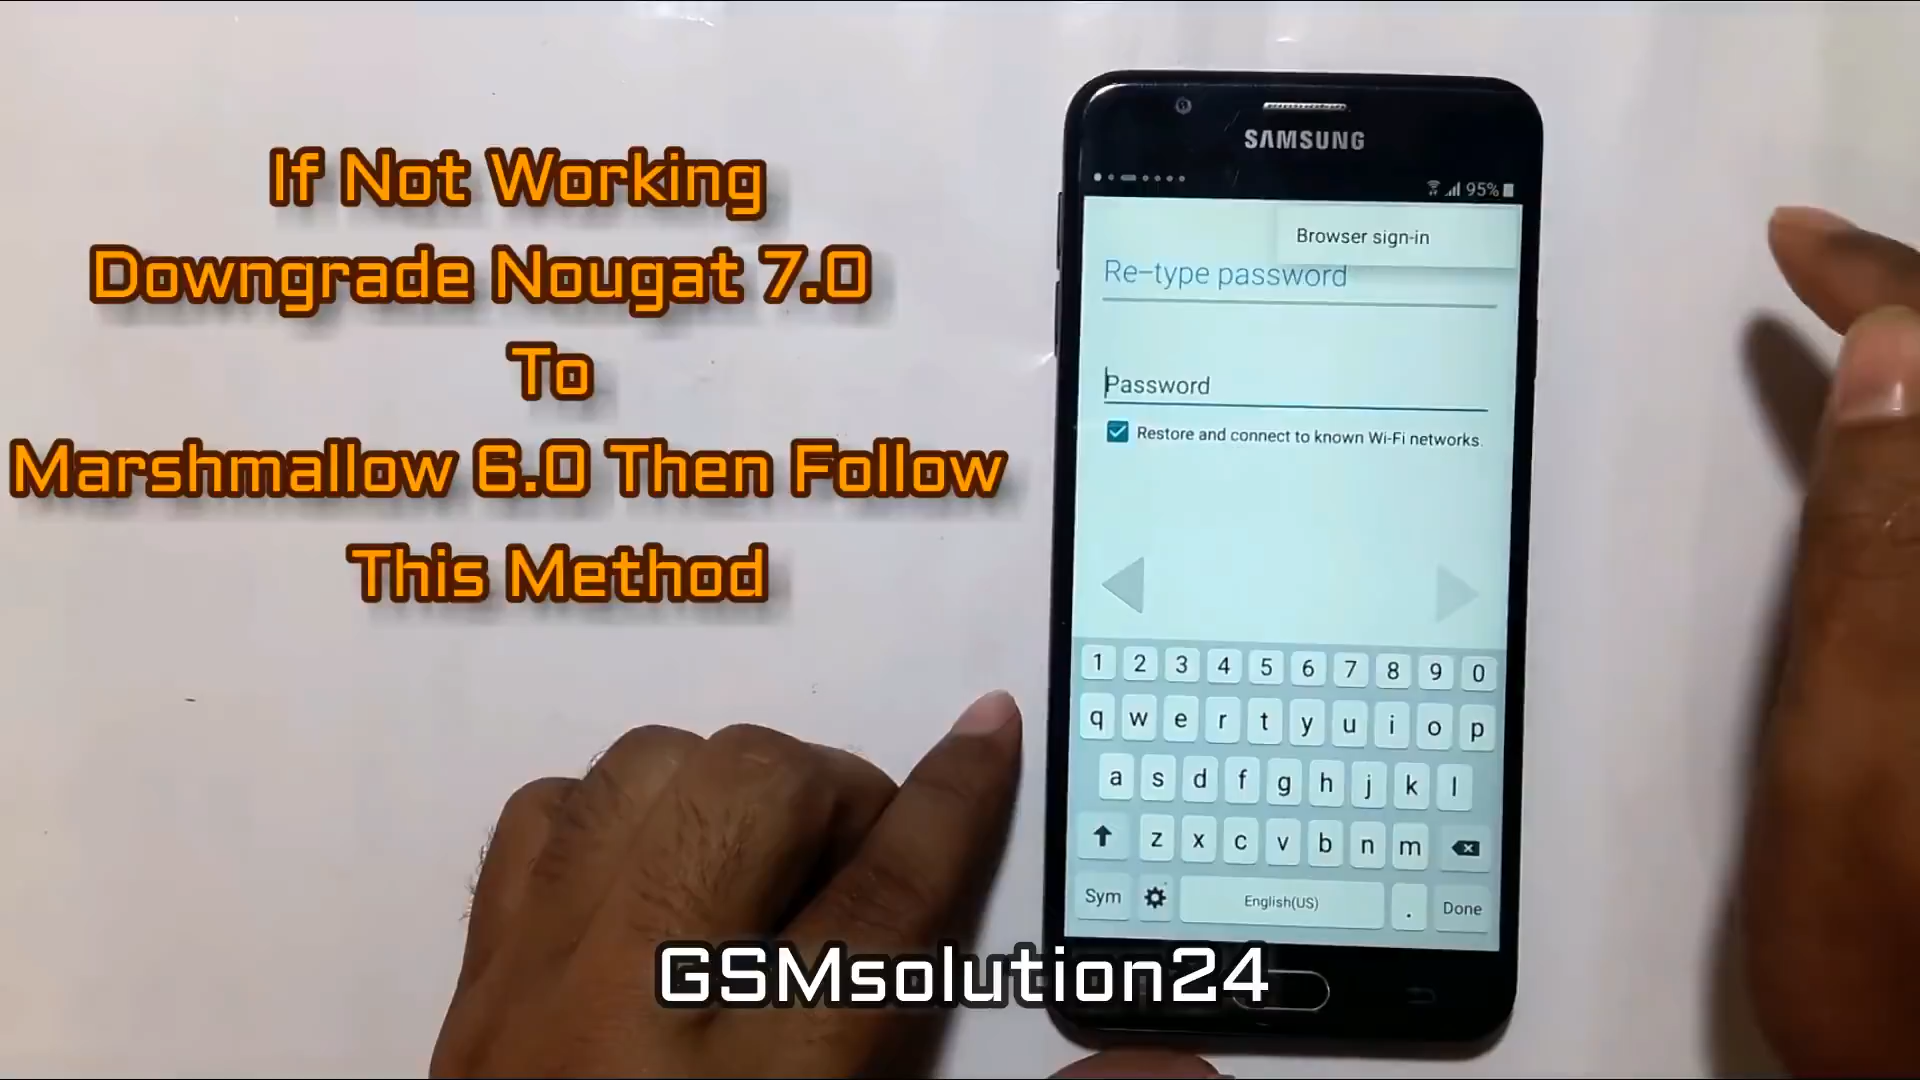 If Not Working
Downgrade Nougat 7.0
To
Marshmallow 6.0 Then Follow
This Method
SAMSUNG
95%
Browser sign-in
Re-type password
Password
Restore and connect to known Wi-Fi networks.
1 2 3 4 5 6 7 8 9 0
q w e r t y u i o p
a s d f g h j k l
z x c v b n m
Sym English(US) . Done
GSMsolution24